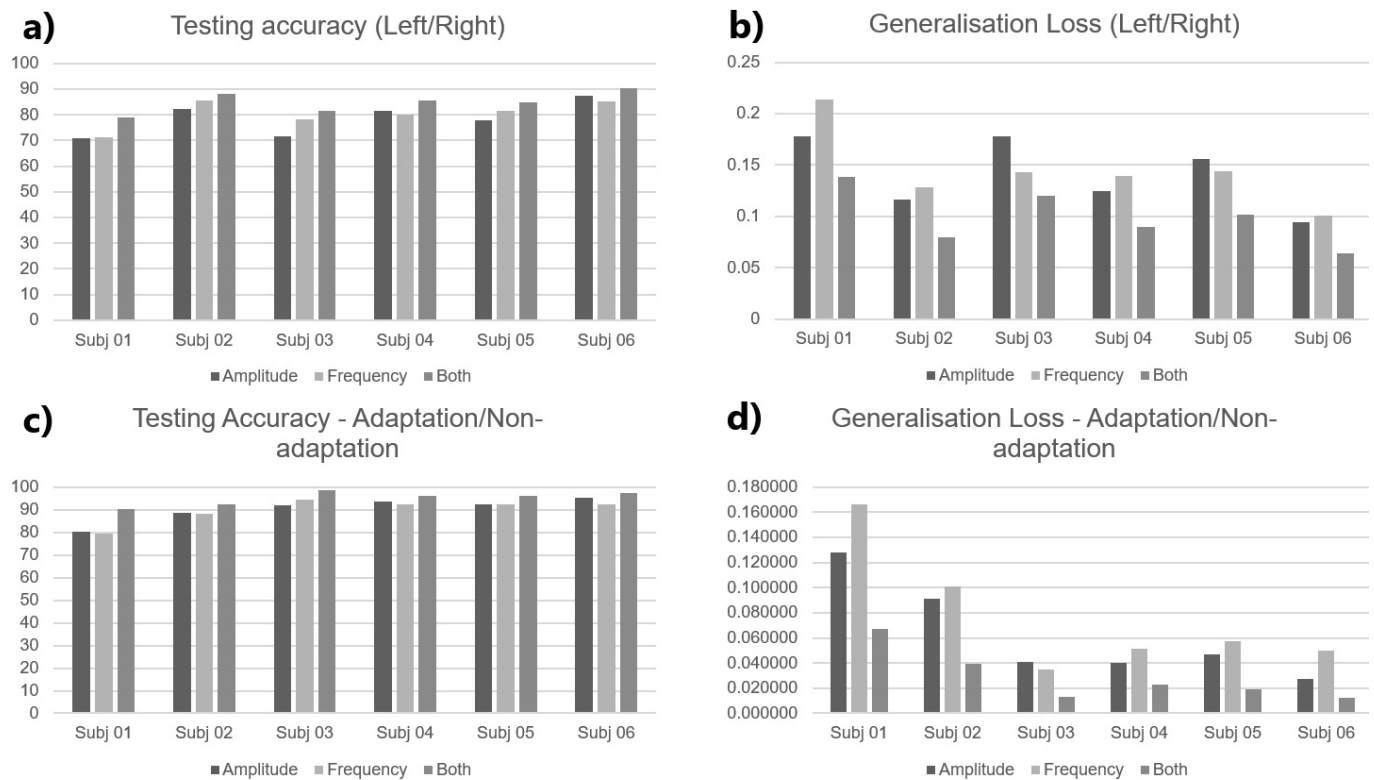 a) Testing accuracy (Left/Right)
100
90
80
70
60
50
40
30
20
10
0
Subj 01 Subj 02 Subj 03 Subj 04 Subj 05 Subj 06
Amplitude Frequency Both
b) Generalisation Loss (Left/Right)
0.25
0.2
0.15
0.1
0.05
0
Subj 01 Subj 02 Subj 03 Subj 04 Subj 05 Subj 06
Amplitude Frequency Both
c) Testing Accuracy - Adaptation/Non-
adaptation
100
90
80
70
60
50
40
30
20
10
0
Subj 01 Subj 02 Subj 03 Subj 04 Subj 05 Subj 06
Amplitude Frequency Both
d) Generalisation Loss - Adaptation/Non-
adaptation
0.180000
0.160000
0.140000
0.120000
0.100000
0.080000
0.060000
0.040000
0.020000
0.000000
Subj 01 Subj 02 Subj 03 Subj 04 Subj 05 Subj 06
Amplitude Frequency Both